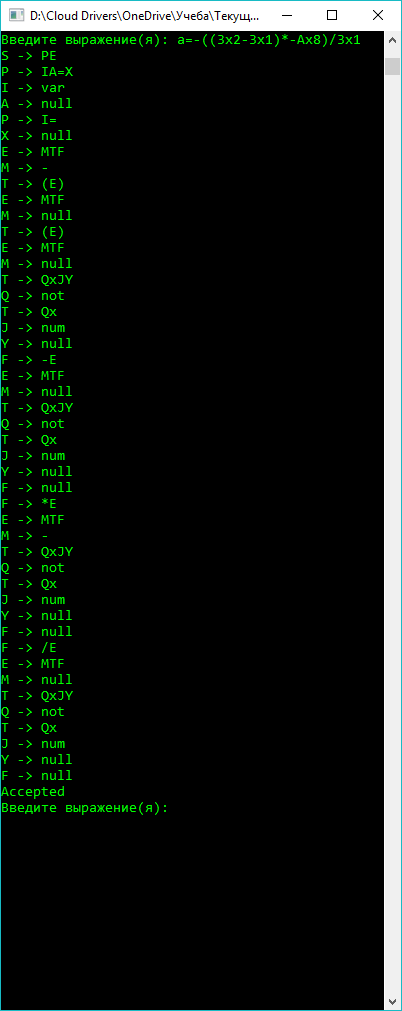 D:\Cloud Drivers\OneDrive\Учеба\Текущ...
Введите выражение(я): a=-((3x2-3x1)*-Ax8)/3x1
S -> PE
P -> IA=X
I -> var
A -> null
P -> I=
X -> null
E -> MTF
M -> -
T -> (E)
E -> MTF
M -> null
T -> (E)
E -> MTF
M -> null
T -> QxJY
Q -> not
T -> Qx
J -> num
Y -> null
F -> -E
E -> MTF
M -> null
T -> QxJY
Q -> not
T -> Qx
J -> num
Y -> null
F -> null
F -> *E
E -> MTF
M -> -
T -> QxJY
Q -> not
T -> Qx
J -> num
Y -> null
F -> null
F -> /E
E -> MTF
M -> null
T -> QxJY
Q -> not
T -> Qx
J -> num
Y -> null
F -> null
Accepted
Введите выражение(я):